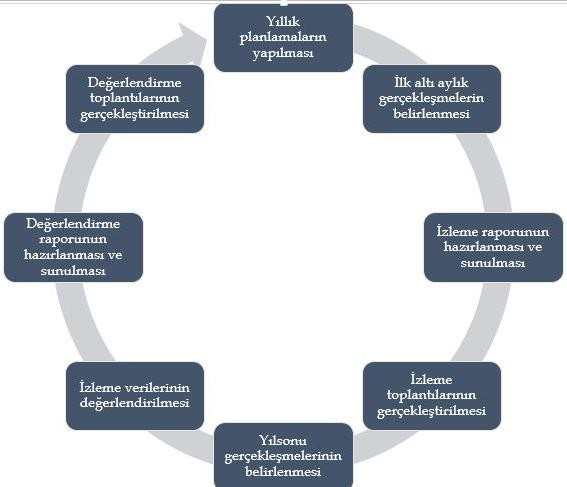 Yıllık
planlamaların
yapılması
İlk altı aylık
gerçekleşmelerin
belirlenmesi
İzleme raporunun
hazırlanması ve
sunulması
İzleme
toplantılarının
gerçekleştirilmesi
Yılsonu
gerçekleşmelerinin
belirlenmesi
İzleme verilerinin
değerlendirilmesi
Değerlendirme
raporunun
hazırlanması ve
sunulması
Değerlendirme
toplantılarının
gerçekleştirilmesi